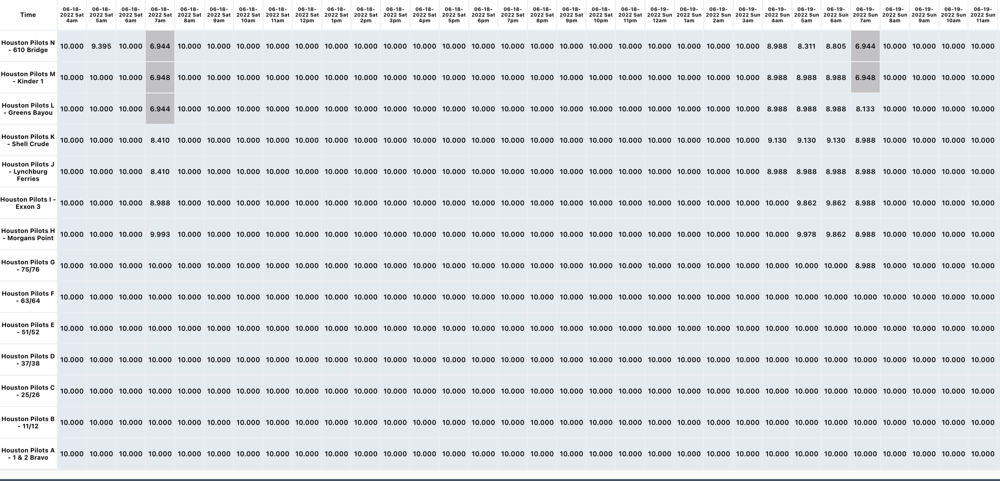 06-18- 06-18- 06-18- 06-18- 06-18- 06-18- 06-18- 06-18- 06-18- 06-18- 06-18- 06-18- 06-18- 06-18- 06-18- 06-18- 06-18- 06-18- 06-18- 06-18- 06-19- 06-19- 06-19- 06-19- 06-19- 06-19- 06-19- 06-19- 06-19- 06-19- 06-19- 06-19-
Time 2022 Sat 2022 Sat 2022 Sat 2022 Sat 2022 Sat 2022 Sat 2022 Sat 2022 Sat 2022 Sat 2022 Sat 2022 Sat 2022 Sat 2022 Sat 2022 Sat 2022 Sat 2022 Sat 2022 Sat 2022 Sat 2022 Sat 2022 Sat 2022 Sun 2022 Sun 2022 Sun 2022 Sun 2022 Sun 2022 Sun 2022 Sun 2022 Sun 2022 Sun 2022 Sun 2022 Sun 2022 Sun
4am 5am 6am 7am 8am 9am 10am 11am 12pm 1pm 2pm 3pm 4pm 5pm 6pm 7pm 8pm 9pm 10pm 11pm 12am 1am 2am 3am 4am 5am 6am 7am 8am 9am 10am 11am
Houston Pilots N
- 610 Bridge
10.000 9.395 10.000 6.944 10.000 10.000 10.000 10.000 10.000 10.000 10.000 10.000 10.000 10.000 10.000 10.000 10.000 10.000 10.000 10.000 10.000 10.000 10.000 10.000 8.988 8.311 8.805 6.944 10.000 10.000 10.000 10.000
Houston Pilots M
- Kinder 1
10.000 10.000 10.000 6.948 10.000 10.000 10.000 10.000 10.000 10.000 10.000 10.000 10.000 10.000 10.000 10.000 10.000 10.000 10.000 10.000 10.000 10.000 10.000 10.000 8.988 8.988 8.988 6.948 10.000 10.000 10.000 10.000
Houston Pilots L
- Greens Bayou
10.000 10.000 10.000 6.944 10.000 10.000 10.000 10.000 10.000 10.000 10.000 10.000 10.000 10.000 10.000 10.000 10.000 10.000 10.000 10.000 10.000 10.000 10.000 10.000 8.988 8.988 8.988 8.133 10.000 10.000 10.000 10.000
Houston Pilots K
- Shell Crude
10.000 10.000 10.000 8.410 10.000 10.000 10.000 10.000 10.000 10.000 10.000 10.000 10.000 10.000 10.000 10.000 10.000 10.000 10.000 10.000 10.000 10.000 10.000 10.000 9.130 9.130 9.130 8.988 10.000 10.000 10.000 10.000
Houston Pilots J
- Lynchburg
Ferries
10.000 10.000 10.000 8.410 10.000 10.000 10.000 10.000 10.000 10.000 10.000 10.000 10.000 10.000 10.000 10.000 10.000 10.000 10.000 10.000 10.000 10.000 10.000 10.000 8.988 8.988 8.988 8.988 10.000 10.000 10.000 10.000
Houston Pilots I -
Exxon 3
10.000 10.000 10.000 8.988 10.000 10.000 10.000 10.000 10.000 10.000 10.000 10.000 10.000 10.000 10.000 10.000 10.000 10.000 10.000 10.000 10.000 10.000 10.000 10.000 10.000 9.862 9.862 8.988 10.000 10.000 10.000 10.000
Houston Pilots H
- Morgans Point
10.000 10.000 10.000 9.993 10.000 10.000 10.000 10.000 10.000 10.000 10.000 10.000 10.000 10.000 10.000 10.000 10.000 10.000 10.000 10.000 10.000 10.000 10.000 10.000 10.000 9.978 9.862 8.988 10.000 10.000 10.000 10.000
Houston Pilots G
- 75/76
10.000 10.000 10.000 10.000 10.000 10.000 10.000 10.000 10.000 10.000 10.000 10.000 10.000 10.000 10.000 10.000 10.000 10.000 10.000 10.000 10.000 10.000 10.000 10.000 10.000 10.000 10.000 8.988 10.000 10.000 10.000 10.000
Houston Pilots F
- 63/64
10.000 10.000 10.000 10.000 10.000 10.000 10.000 10.000 10.000 10.000 10.000 10.000 10.000 10.000 10.000 10.000 10.000 10.000 10.000 10.000 10.000 10.000 10.000 10.000 10.000 10.000 10.000 10.000 10.000 10.000 10.000 10.000
Houston Pilots E
- 51/52
10.000 10.000 10.000 10.000 10.000 10.000 10.000 10.000 10.000 10.000 10.000 10.000 10.000 10.000 10.000 10.000 10.000 10.000 10.000 10.000 10.000 10.000 10.000 10.000 10.000 10.000 10.000 10.000 10.000 10.000 10.000 10.000
Houston Pilots D
- 37/38
10.000 10.000 10.000 10.000 10.000 10.000 10.000 10.000 10.000 10.000 10.000 10.000 10.000 10.000 10.000 10.000 10.000 10.000 10.000 10.000 10.000 10.000 10.000 10.000 10.000 10.000 10.000 10.000 10.000 10.000 10.000 10.000
Houston Pilots C
- 25/26
10.000 10.000 10.000 10.000 10.000 10.000 10.000 10.000 10.000 10.000 10.000 10.000 10.000 10.000 10.000 10.000 10.000 10.000 10.000 10.000 10.000 10.000 10.000 10.000 10.000 10.000 10.000 10.000 10.000 10.000 10.000 10.000
Houston Pilots B
- 11/12
10.000 10.000 10.000 10.000 10.000 10.000 10.000 10.000 10.000 10.000 10.000 10.000 10.000 10.000 10.000 10.000 10.000 10.000 10.000 10.000 10.000 10.000 10.000 10.000 10.000 10.000 10.000 10.000 10.000 10.000 10.000 10.000
Houston Pilots A
- 1 & 2 Bravo
10.000 10.000 10.000 10.000 10.000 10.000 10.000 10.000 10.000 10.000 10.000 10.000 10.000 10.000 10.000 10.000 10.000 10.000 10.000 10.000 10.000 10.000 10.000 10.000 10.000 10.000 10.000 10.000 10.000 10.000 10.000 10.000